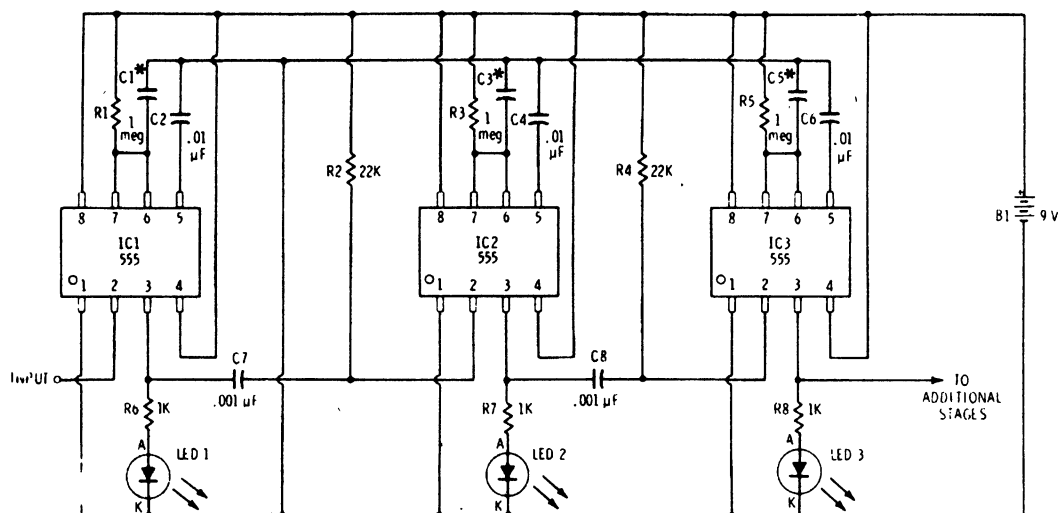 C1*
C3*
C5*
R1
1
meg
C2
.01
µF
R3
1
meg
C4
.01
µF
R5
1
meg
C6
.01
µF
R2
22K
R4
22K
8 7 6 5
IC1
555
1 2 3 4
8 7 6 5
IC2
555
1 2 3 4
8 7 6 5
IC3
555
1 2 3 4
+
B1
9 V
INPUT
C7
.001 µF
C8
.001 µF
TO
ADDITIONAL
STAGES
R6
1K
R7
1K
R8
1K
A
LED 1
K
A
LED 2
K
A
LED 3
K